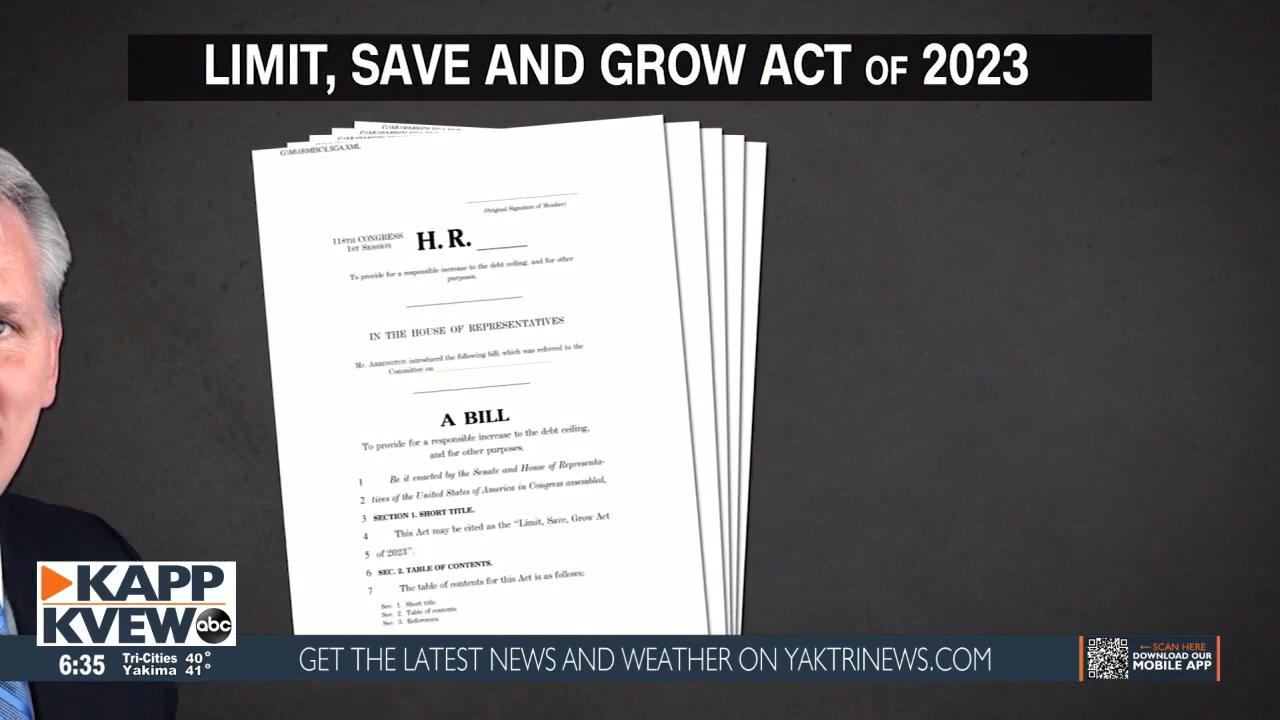 LIMIT, SAVE AND GROW ACT OF 2023
G:\M\18\MISC\LSGA.XML
(Original Signature of Member)
118TH CONGRESS
1ST SESSION
H. R.
To provide for a responsible increase to the debt ceiling, and for other
purposes.
IN THE HOUSE OF REPRESENTATIVES
Mr. ARRINGTON introduced the following bill; which was referred to the
Committee on
A BILL
To provide for a responsible increase to the debt ceiling,
and for other purposes.
1 Be it enacted by the Senate and House of Representa-
2 tives of the United States of America in Congress assembled,
3 SECTION 1. SHORT TITLE.
4 This Act may be cited as the “Limit, Save, Grow Act
5 of 2023”.
6 SEC. 2. TABLE OF CONTENTS.
7 The table of contents for this Act is as follows:
Sec. 1. Short title
Sec. 2. Table of contents
Sec. 3. References
KAPP
KVEW abc
6:35
Tri-Cities 40°
Yakima 41°
GET THE LATEST NEWS AND WEATHER ON YAKTRINEWS.COM
SCAN HERE
DOWNLOAD OUR
MOBILE APP